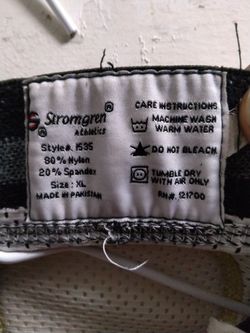 Stromgren®
Athletics
Style#: 1535
80% Nylon
20% Spandex
Size: XL
MADE IN PAKISTAN
CARE INSTRUCTIONS
MACHINE WASH
WARM WATER
DO NOT BLEACH
TUMBLE DRY
WITH AIR ONLY
RN#. 121700